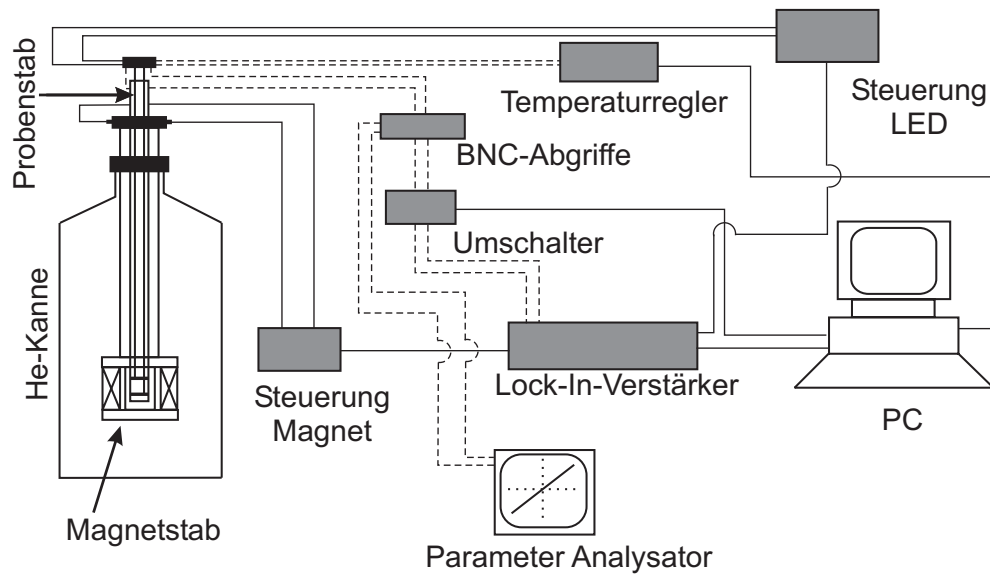 Probenstab
Temperaturregler
Steuerung
LED
BNC-Abgriffe
Umschalter
He-Kanne
Steuerung
Magnet
Lock-In-Verstärker
PC
Magnetstab
Parameter Analysator